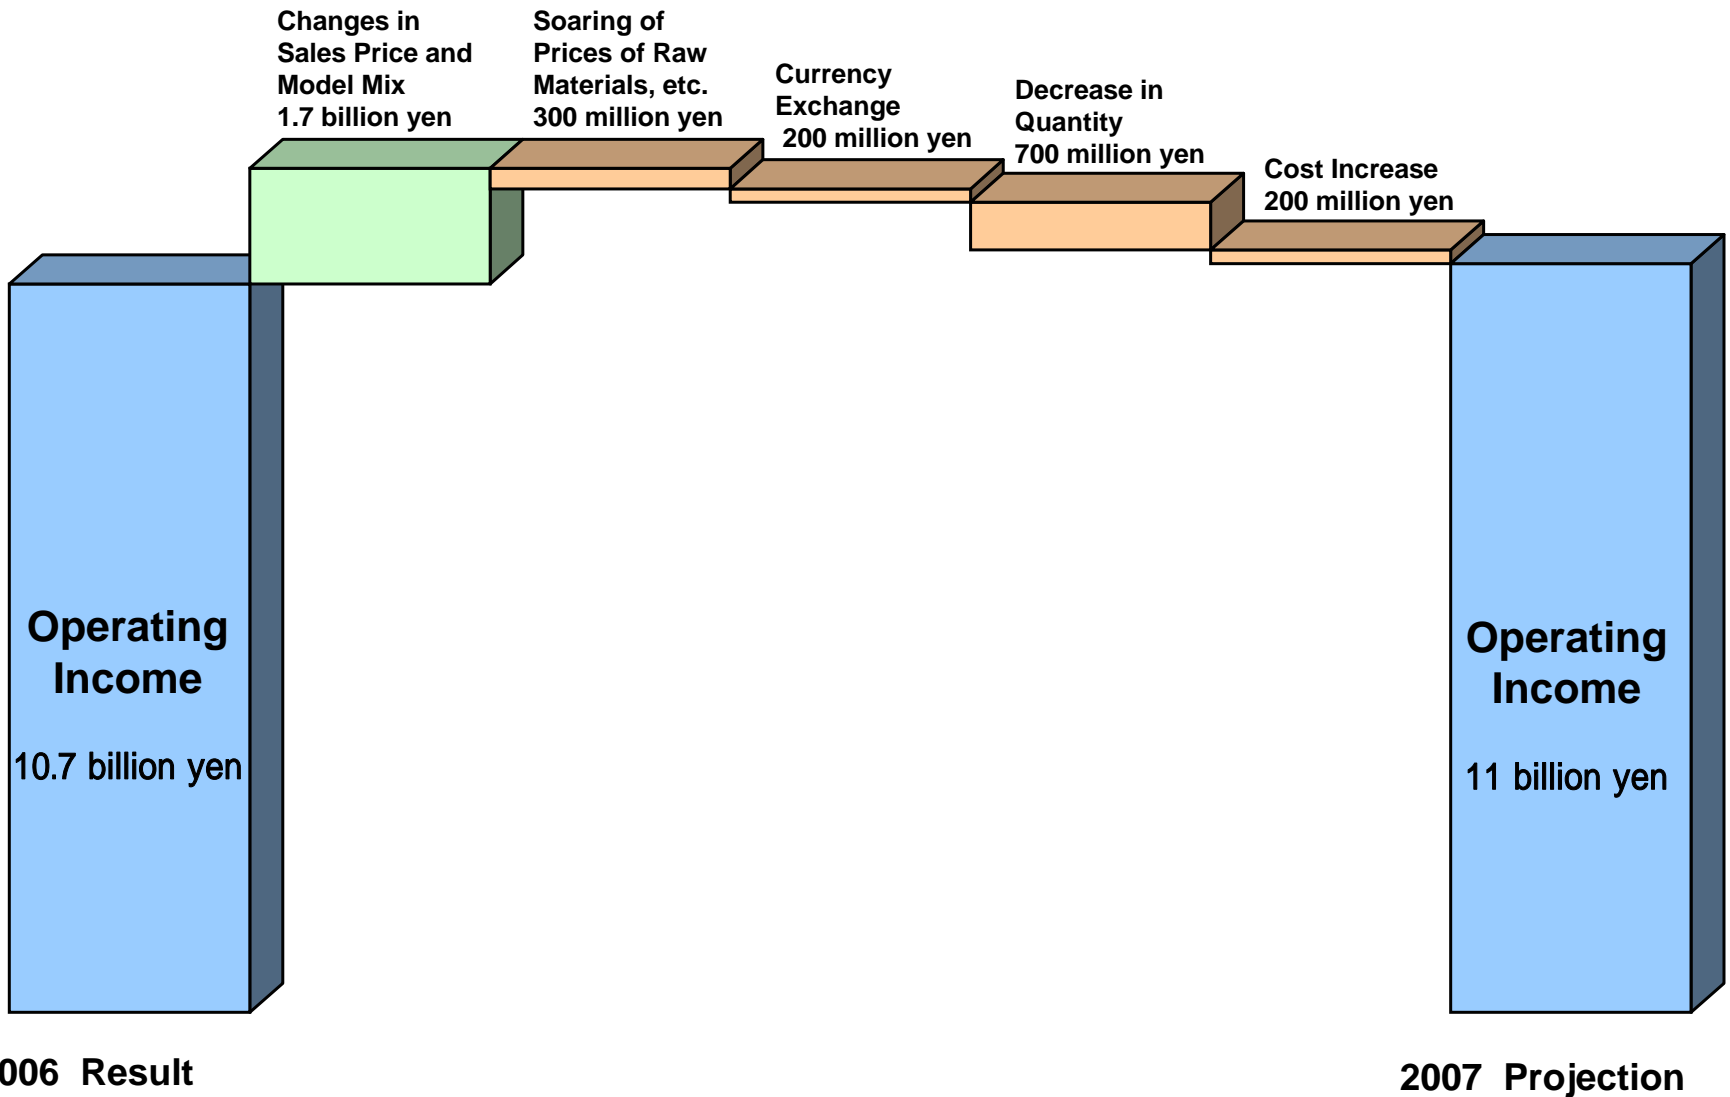 Changes in
Sales Price and
Model Mix
1.7 billion yen
Soaring of
Prices of Raw
Materials, etc.
300 million yen
Currency
Exchange
200 million yen
Decrease in
Quantity
700 million yen
Cost Increase
200 million yen
Operating
Income
10.7 billion yen
Operating
Income
11 billion yen
006 Result
2007 Projection